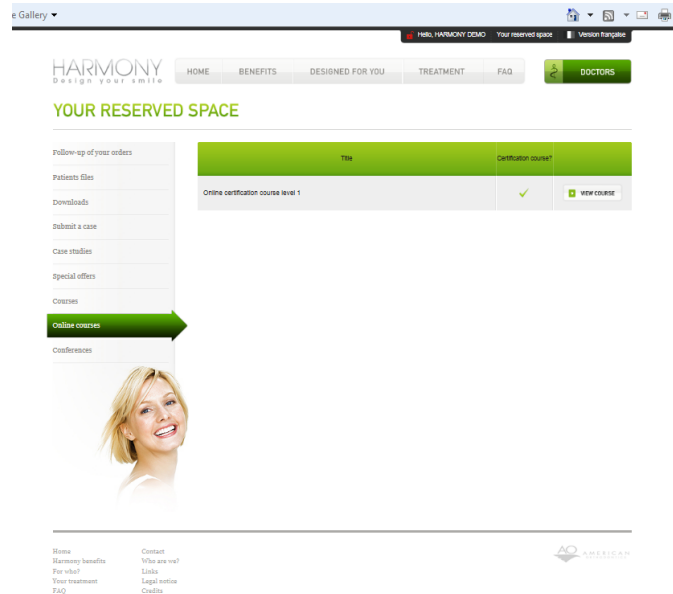 e Gallery
Hello, HARMONY DEMO Your reserved space Version française
HARMONY
Design your smile
HOME BENEFITS DESIGNED FOR YOU TREATMENT FAQ DOCTORS
YOUR RESERVED SPACE
Follow-up of your orders
Patients files
Downloads
Submit a case
Case studies
Special offers
Courses
Online courses
Conferences
Title Certification course?
Online certification course level 1 VIEW COURSE
Home
Harmony benefits
For who?
Your treatment
FAQ
Contact
Who are we?
Links
Legal notice
Credits
AO AMERICAN